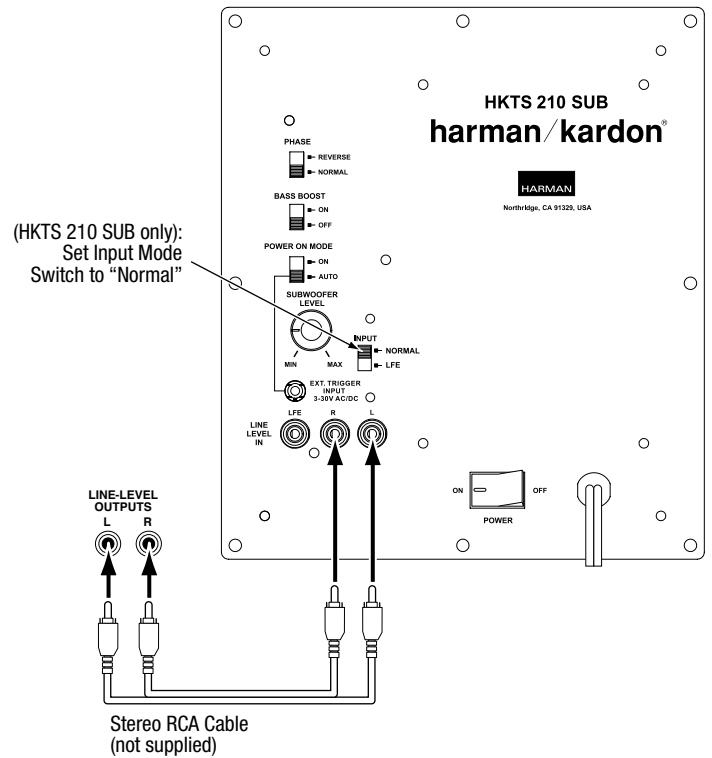 HKTS 210 SUB
harman/kardon®
HARMAN
Northridge, CA 91329, USA
PHASE
REVERSE
NORMAL
BASS BOOST
ON
OFF
(HKTS 210 SUB only):
Set Input Mode
Switch to “Normal”
POWER ON MODE
ON
AUTO
SUBWOOFER
LEVEL
MIN
MAX
INPUT
NORMAL
LFE
EXT. TRIGGER
INPUT
3-30V AC/DC
LINE
LEVEL
IN
LFE
R
L
ON
OFF
POWER
LINE-LEVEL
OUTPUTS
L
R
Stereo RCA Cable
(not supplied)